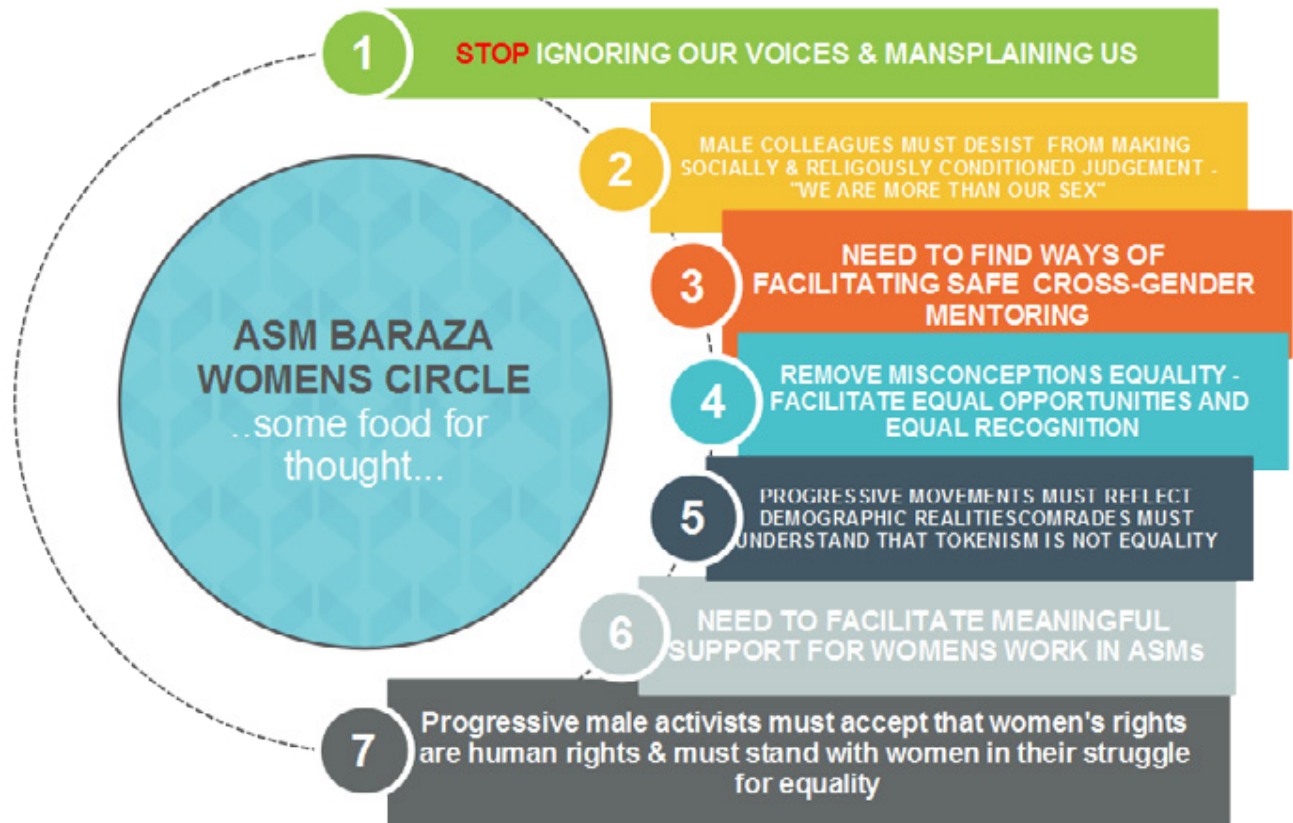 1
STOP IGNORING OUR VOICES & MANSPLAINING US
2
MALE COLLEAGUES MUST DESIST FROM MAKING
SOCIALLY & RELIGOUSLY CONDITIONED JUDGEMENT -
"WE ARE MORE THAN OUR SEX"
3
NEED TO FIND WAYS OF
FACILITATING SAFE CROSS-GENDER
MENTORING
ASM BARAZA
WOMENS CIRCLE
..some food for
thought...
4
REMOVE MISCONCEPTIONS EQUALITY -
FACILITATE EQUAL OPPORTUNITIES AND
EQUAL RECOGNITION
5
PROGRESSIVE MOVEMENTS MUST REFLECT
DEMOGRAPHIC REALITIESCOMRADES MUST
UNDERSTAND THAT TOKENISM IS NOT EQUALITY
6
NEED TO FACILITATE MEANINGFUL
SUPPORT FOR WOMENS WORK IN ASMs
7
Progressive male activists must accept that women's rights
are human rights & must stand with women in their struggle
for equality